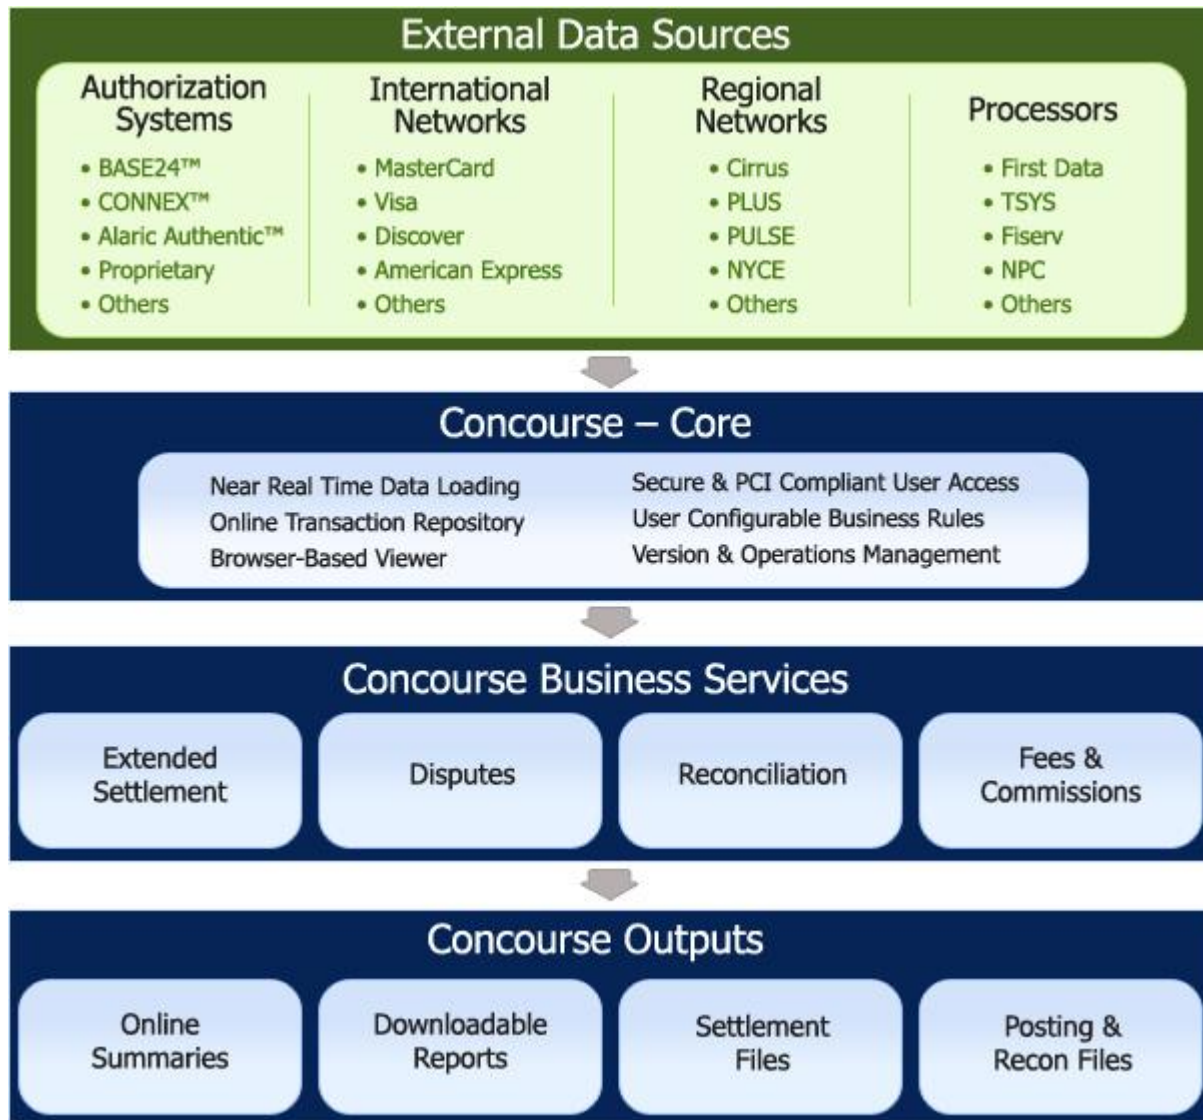 External Data Sources
Authorization
Systems
• BASE24™
• CONNEX™
• Alaric Authentic™
• Proprietary
• Others
International
Networks
• MasterCard
• Visa
• Discover
• American Express
• Others
Regional
Networks
• Cirrus
• PLUS
• PULSE
• NYCE
• Others
Processors
• First Data
• TSYS
• Fiserv
• NPC
• Others
Concourse – Core
Near Real Time Data Loading
Online Transaction Repository
Browser-Based Viewer
Secure & PCI Compliant User Access
User Configurable Business Rules
Version & Operations Management
Concourse Business Services
Extended
Settlement
Disputes
Reconciliation
Fees &
Commissions
Concourse Outputs
Online
Summaries
Downloadable
Reports
Settlement
Files
Posting &
Recon Files